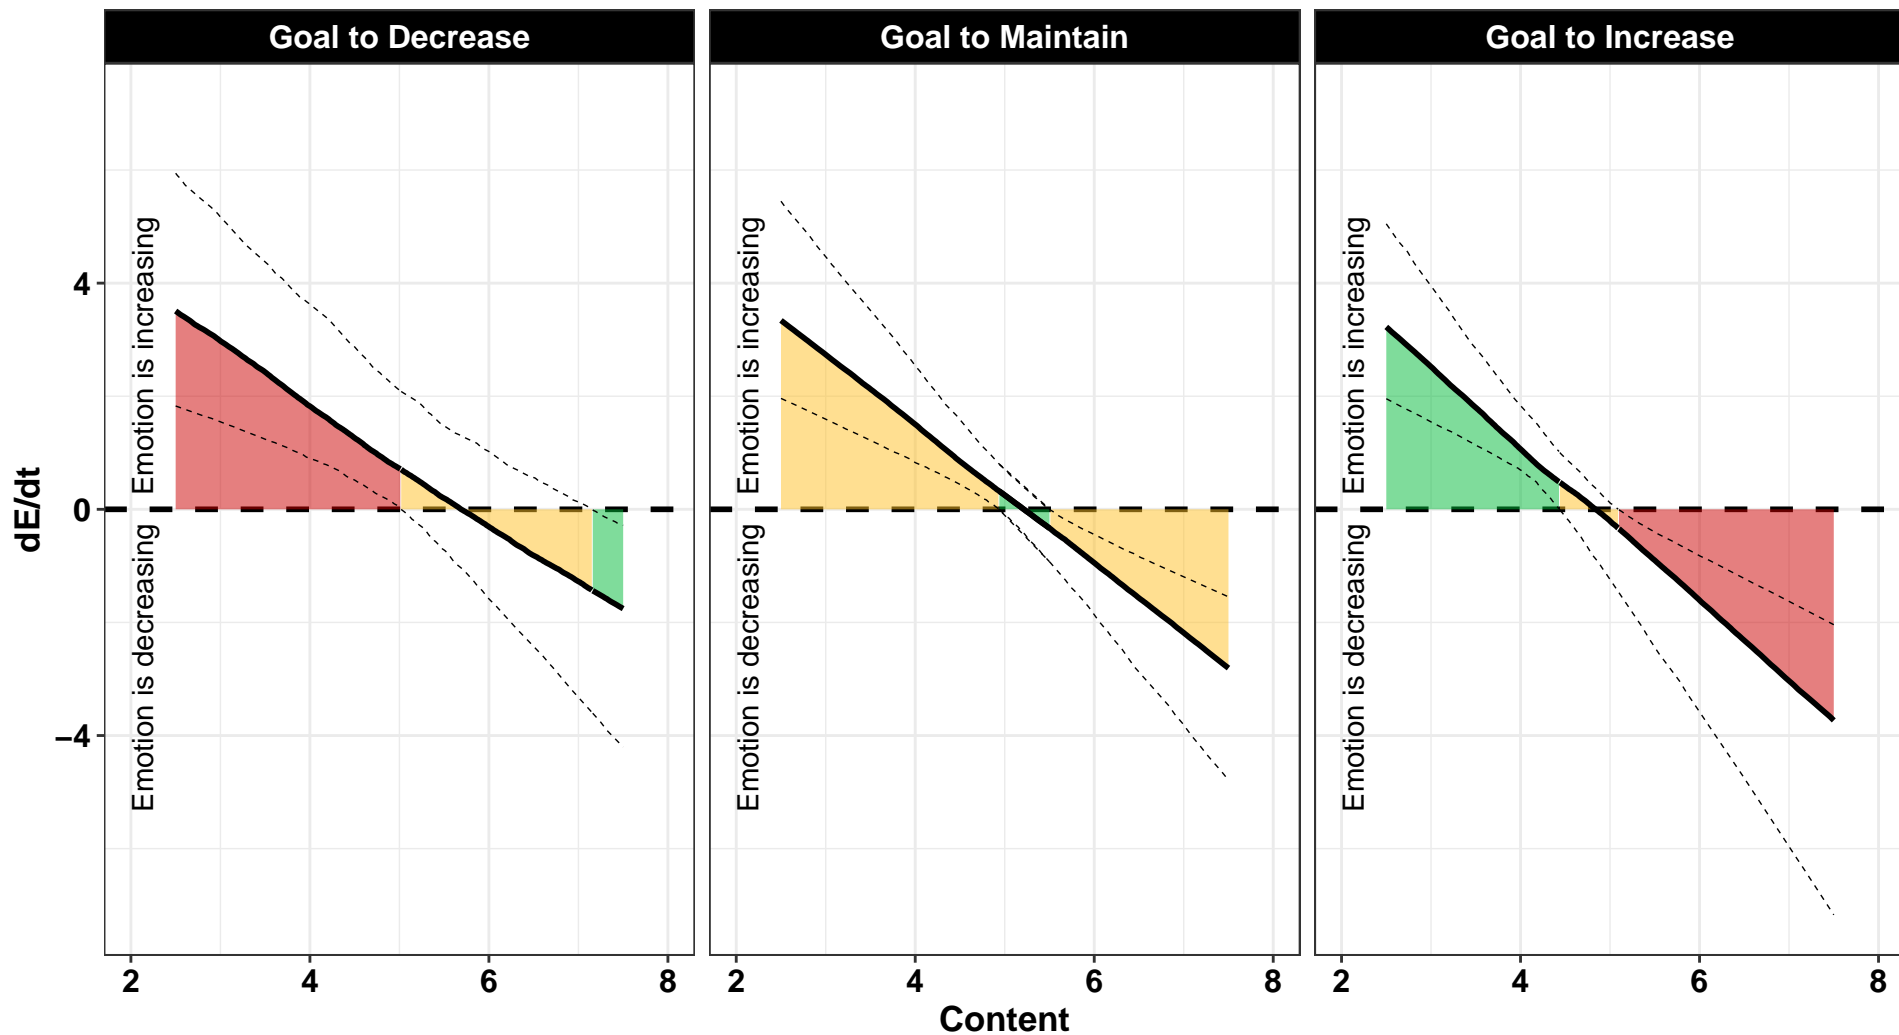 Goal to Decrease
Goal to Maintain
Goal to Increase
dE/dt
4
0
−4
Emotion is increasing
Emotion is decreasing
Emotion is increasing
Emotion is decreasing
Emotion is increasing
Emotion is decreasing
2 4 6 8
2 4 6 8
2 4 6 8
Content